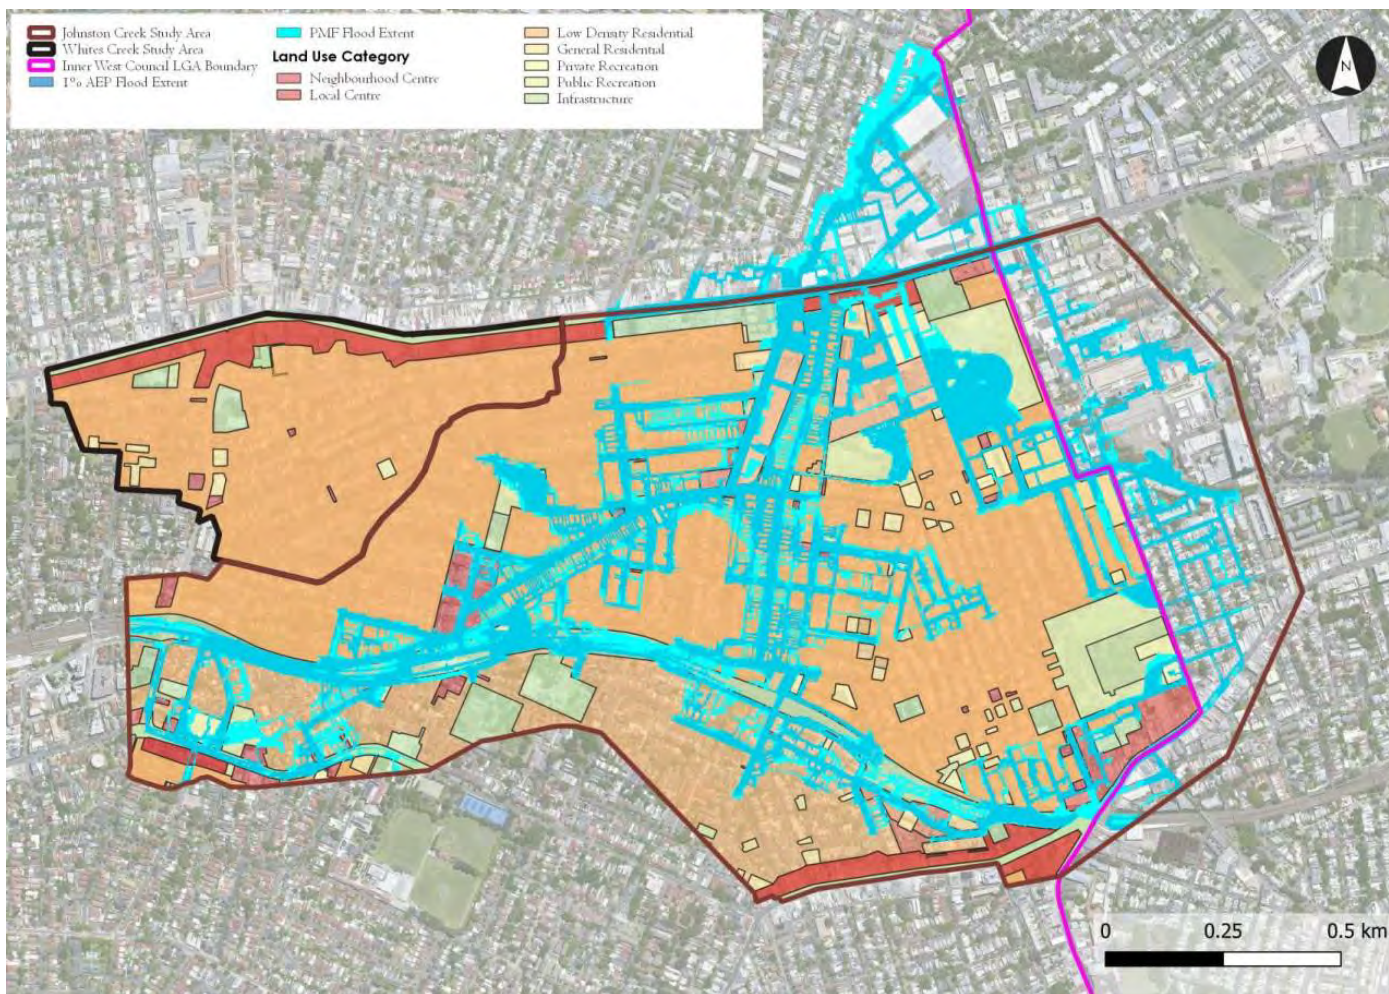 Johnston Creek Study Area
Whites Creek Study Area
Inner West Council LGA Boundary
1% AEP Flood Extent
PMF Flood Extent
Land Use Category
Neighbourhood Centre
Local Centre
Low Density Residential
General Residential
Private Recreation
Public Recreation
Infrastructure
N
0 0.25 0.5 km